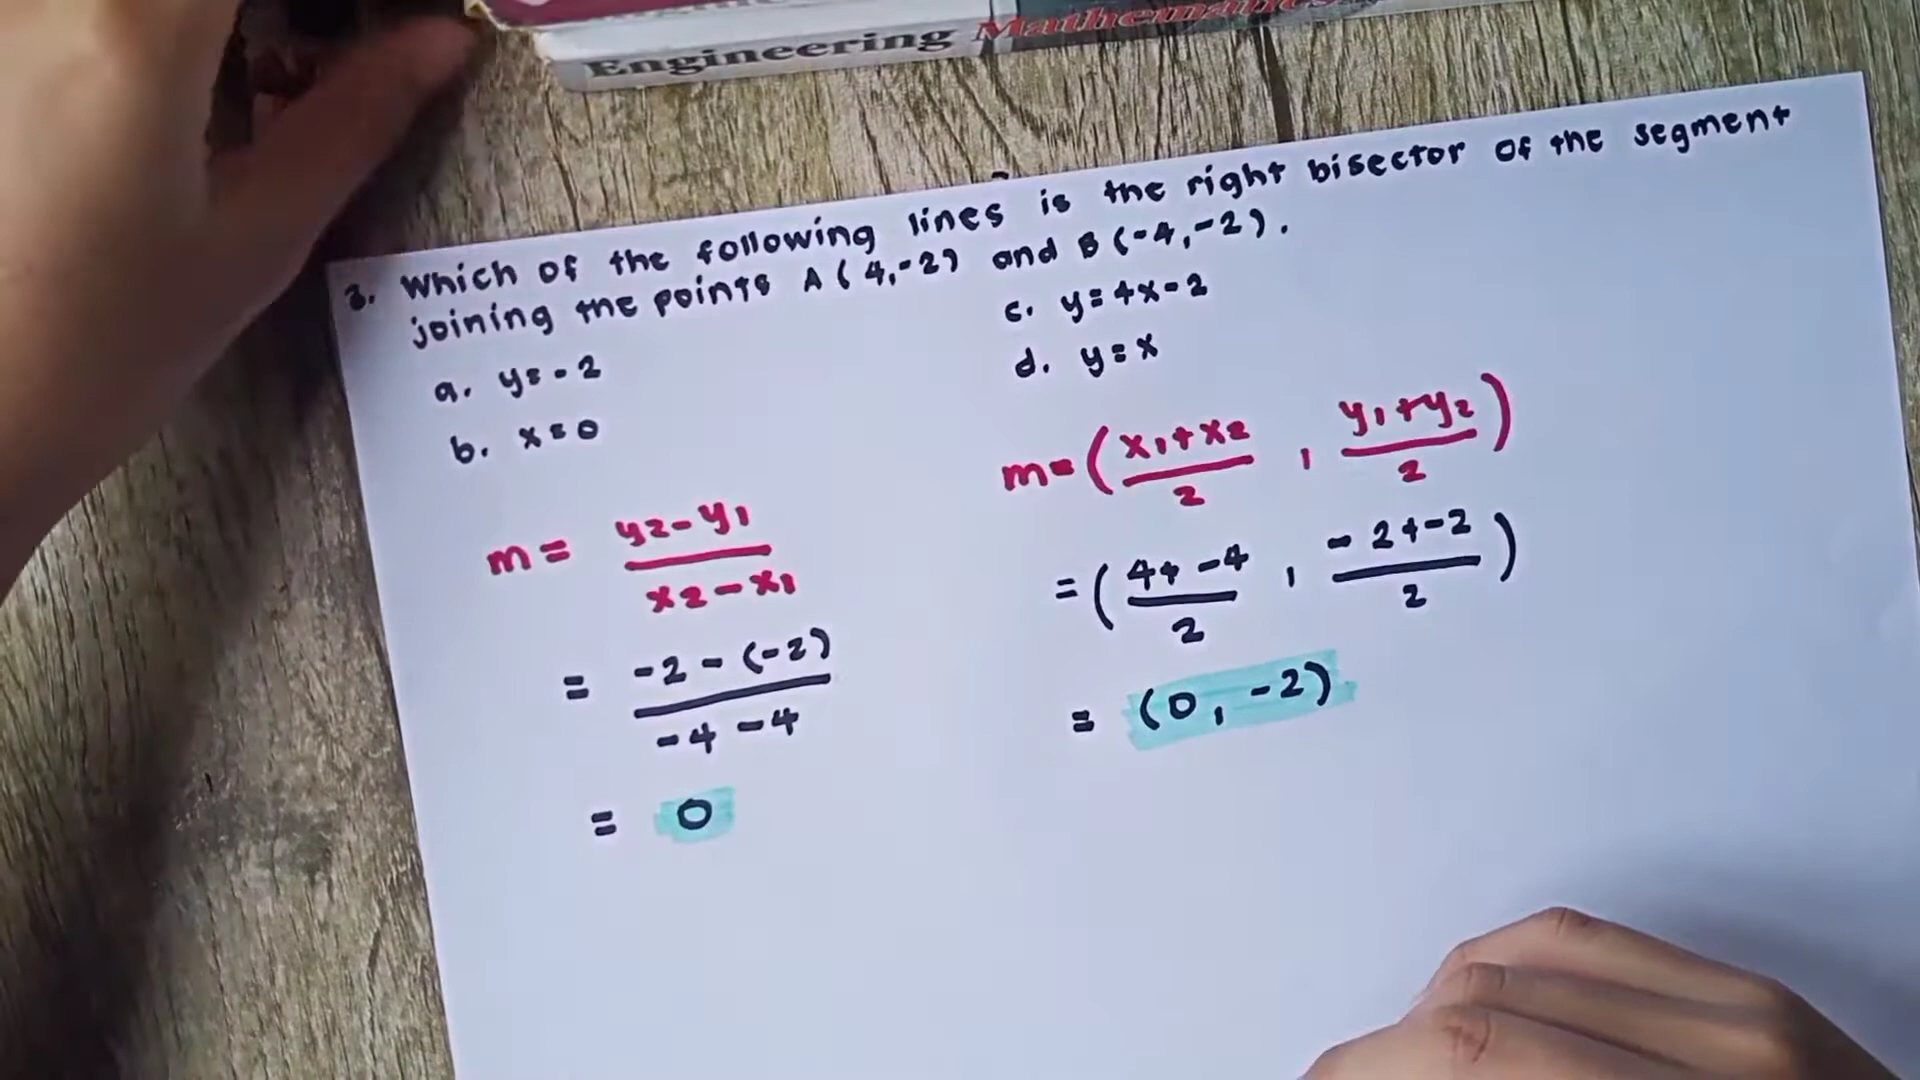 Engineering Mathematics
3. Which of the following lines is the right bisector of the segment
joining the points A(4,-2) and B(-4,-2).
a. y=-2
b. x=0
c. y=4x-2
d. y=x
m= y2-y1 / x2-x1
= -2-(-2) / -4-4
= 0
m=(x1+x2 / 2 , y1+y2 / 2)
=(4+-4 / 2 , -2+-2 / 2)
= (0, -2)